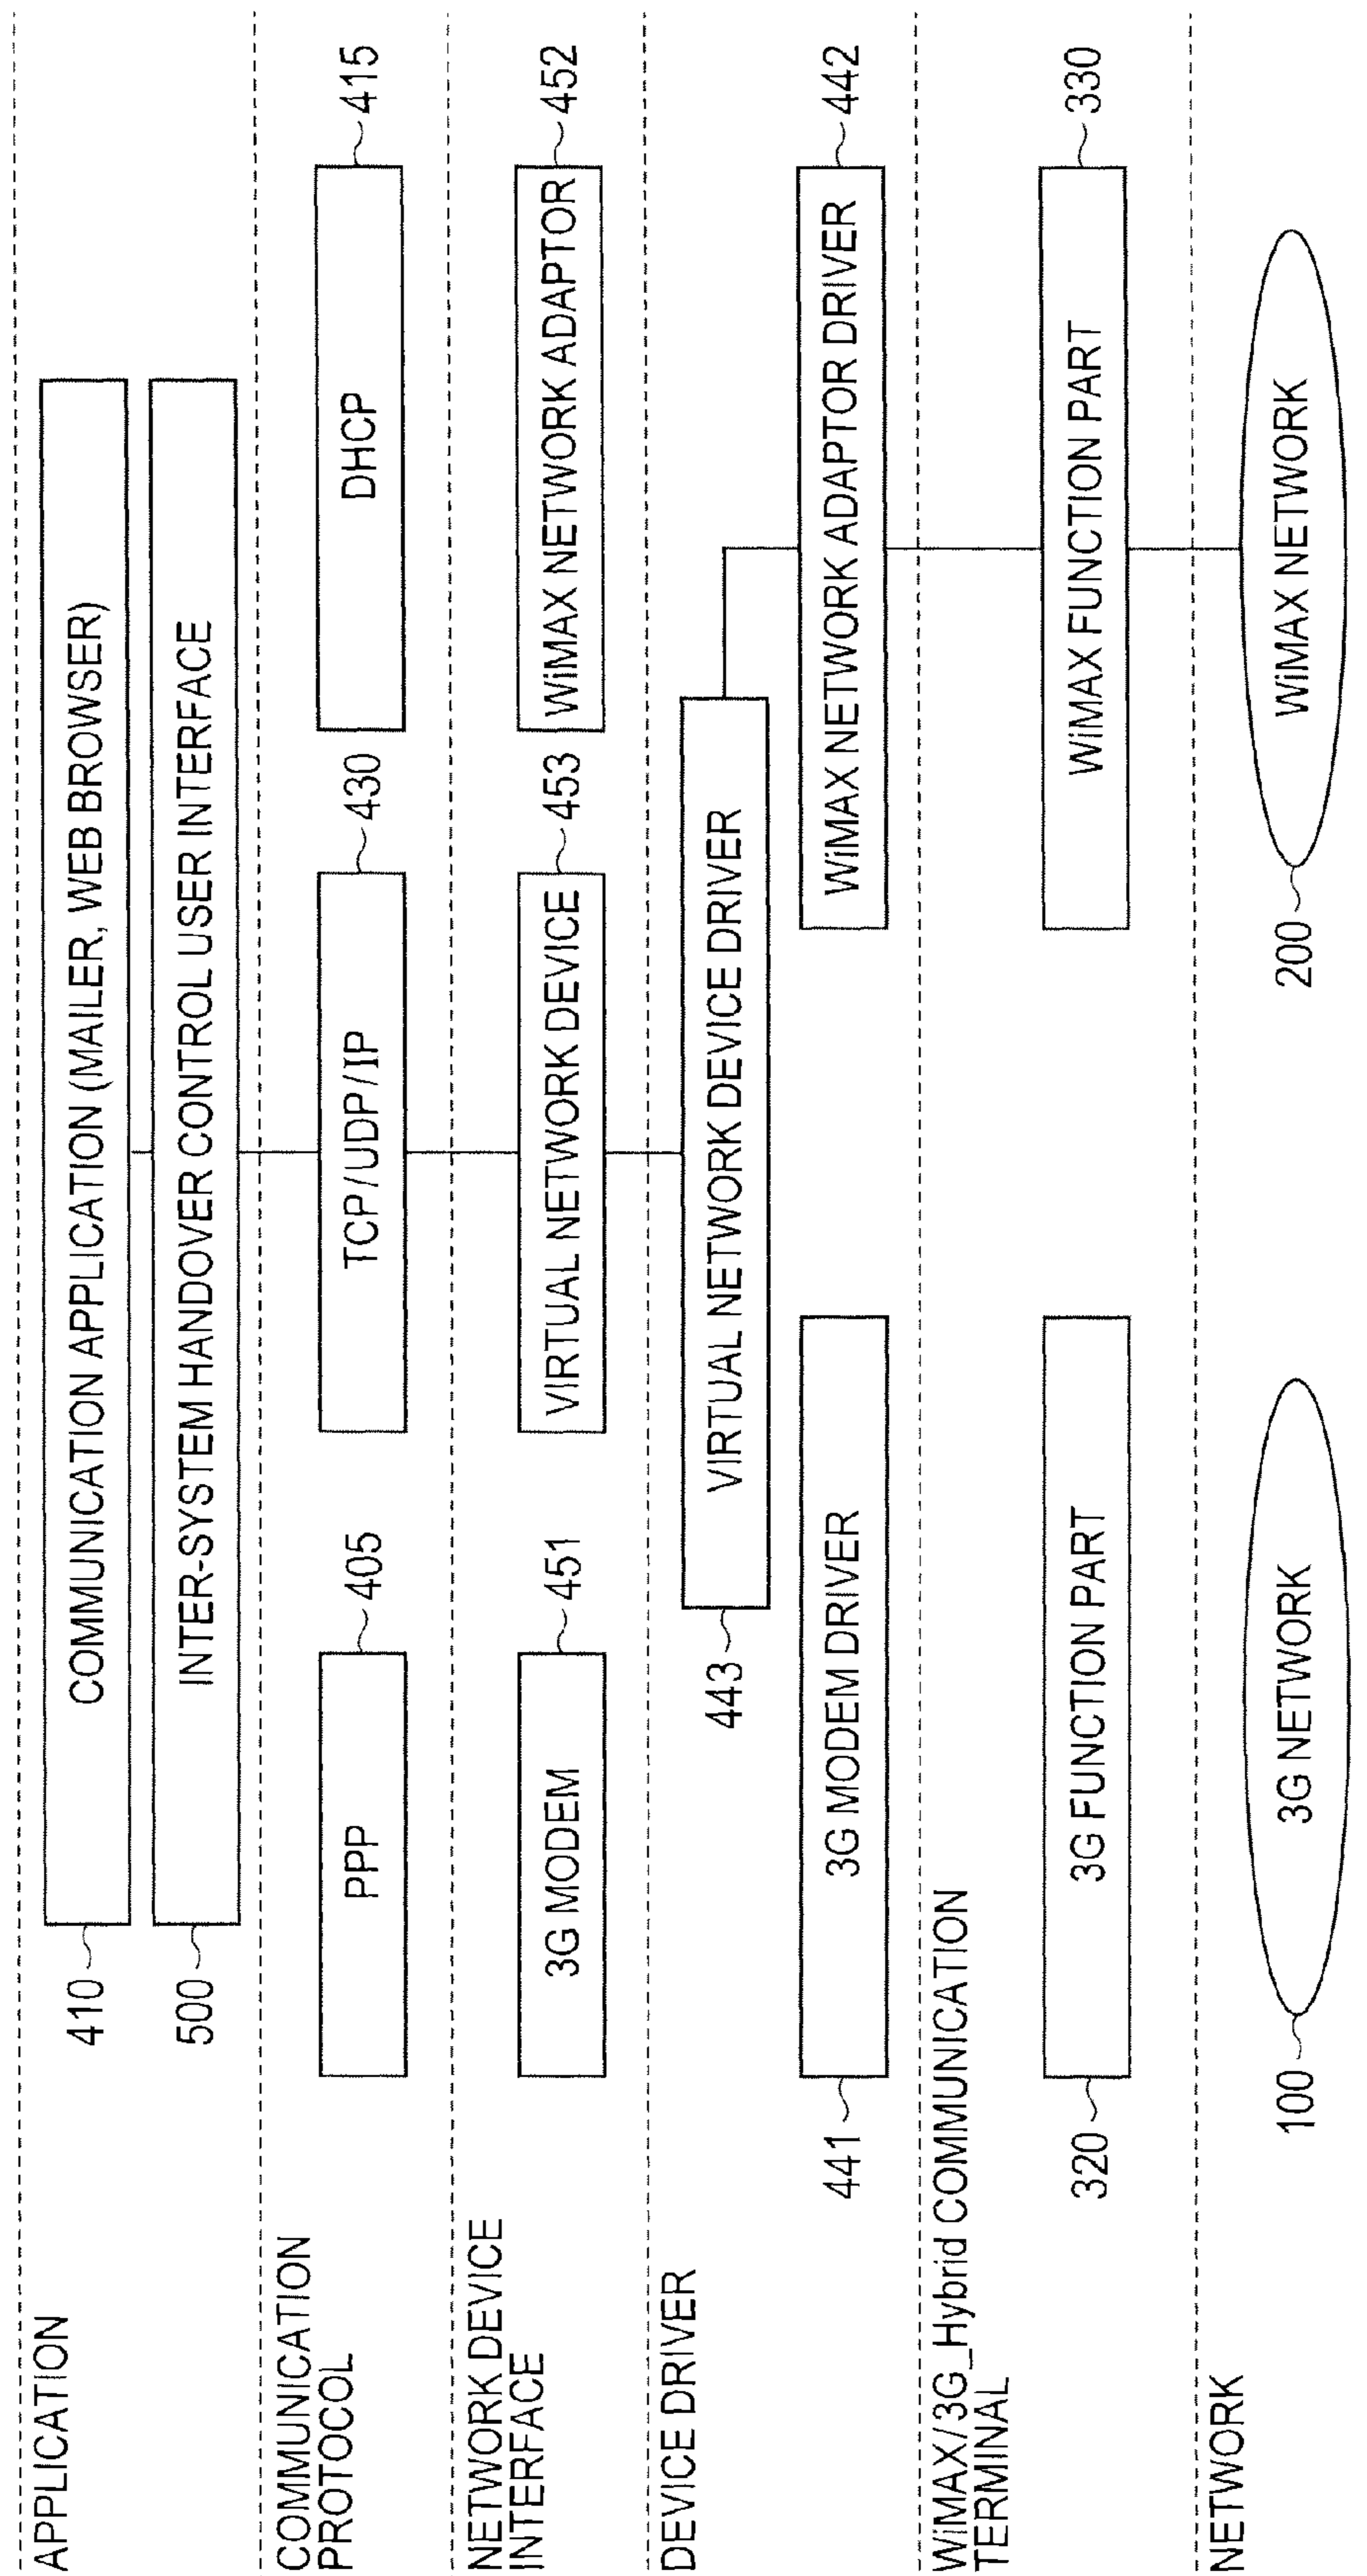 APPLICATION
COMMUNICATION APPLICATION (MAILER, WEB BROWSER)
410
INTER-SYSTEM HANDOVER CONTROL USER INTERFACE
500
COMMUNICATION
PROTOCOL
PPP
405
TCP/UDP/IP
430
DHCP
415
NETWORK DEVICE
INTERFACE
3G MODEM
451
VIRTUAL NETWORK DEVICE
453
WiMAX NETWORK ADAPTOR
452
DEVICE DRIVER
443
VIRTUAL NETWORK DEVICE DRIVER
441
3G MODEM DRIVER
WiMAX NETWORK ADAPTOR DRIVER
442
WiMAX/3G_Hybrid COMMUNICATION
TERMINAL
320
3G FUNCTION PART
WiMAX FUNCTION PART
330
NETWORK
100
3G NETWORK
200
WiMAX NETWORK